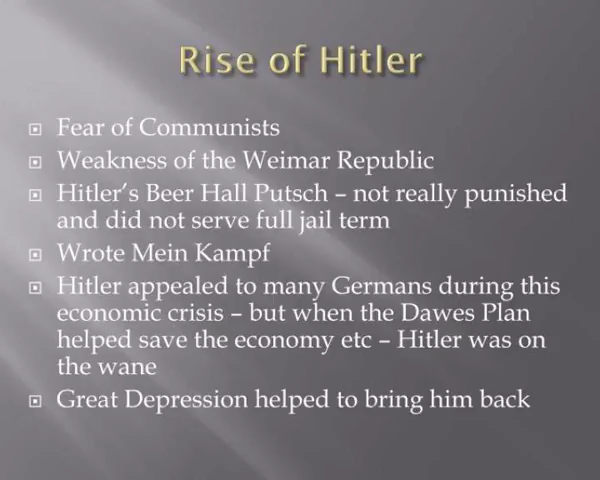 Rise of Hitler
Fear of Communists
Weakness of the Weimar Republic
Hitler’s Beer Hall Putsch – not really punished
and did not serve full jail term
Wrote Mein Kampf
Hitler appealed to many Germans during this
economic crisis – but when the Dawes Plan
helped save the economy etc – Hitler was on
the wane
Great Depression helped to bring him back